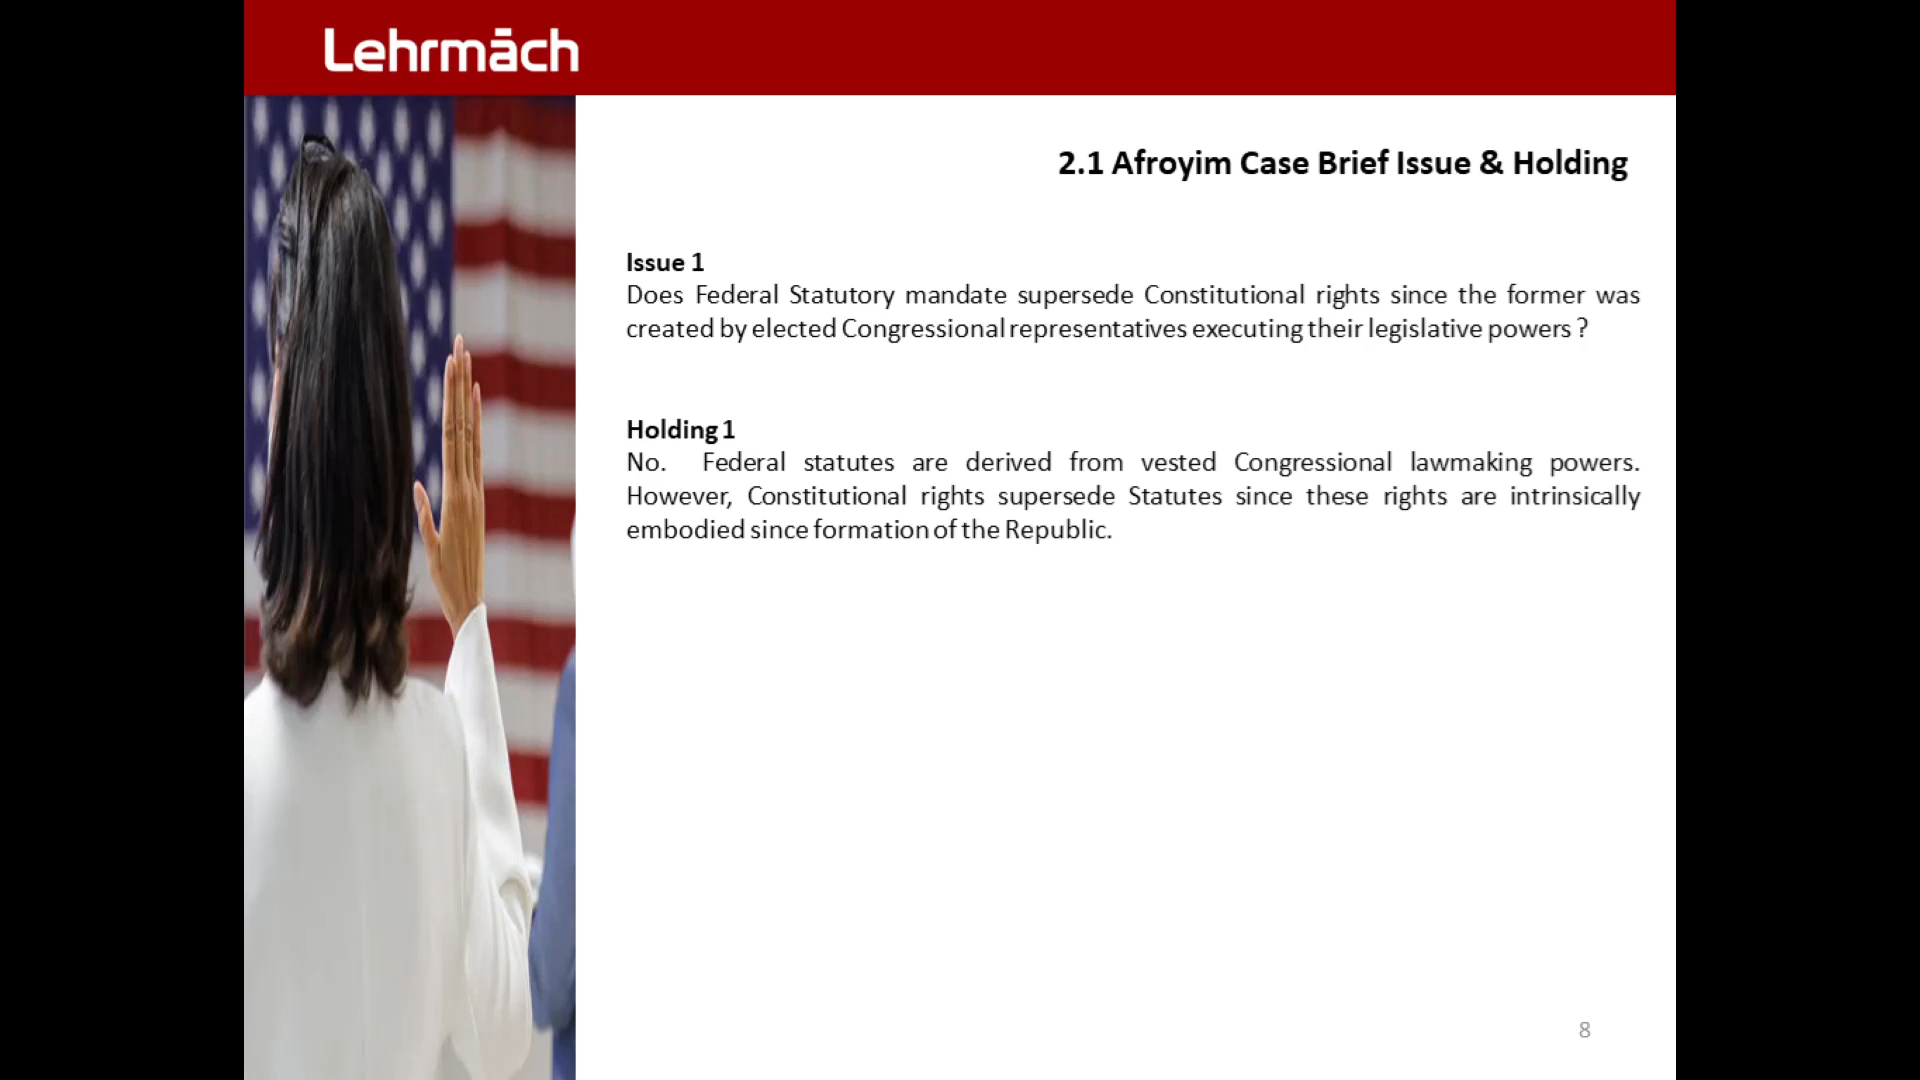 Lehrmāch
2.1 Afroyim Case Brief Issue & Holding
Issue 1
Does Federal Statutory mandate supersede Constitutional rights since the former was
created by elected Congressional representatives executing their legislative powers ?
Holding 1
No. Federal statutes are derived from vested Congressional lawmaking powers.
However, Constitutional rights supersede Statutes since these rights are intrinsically
embodied since formation of the Republic.
8